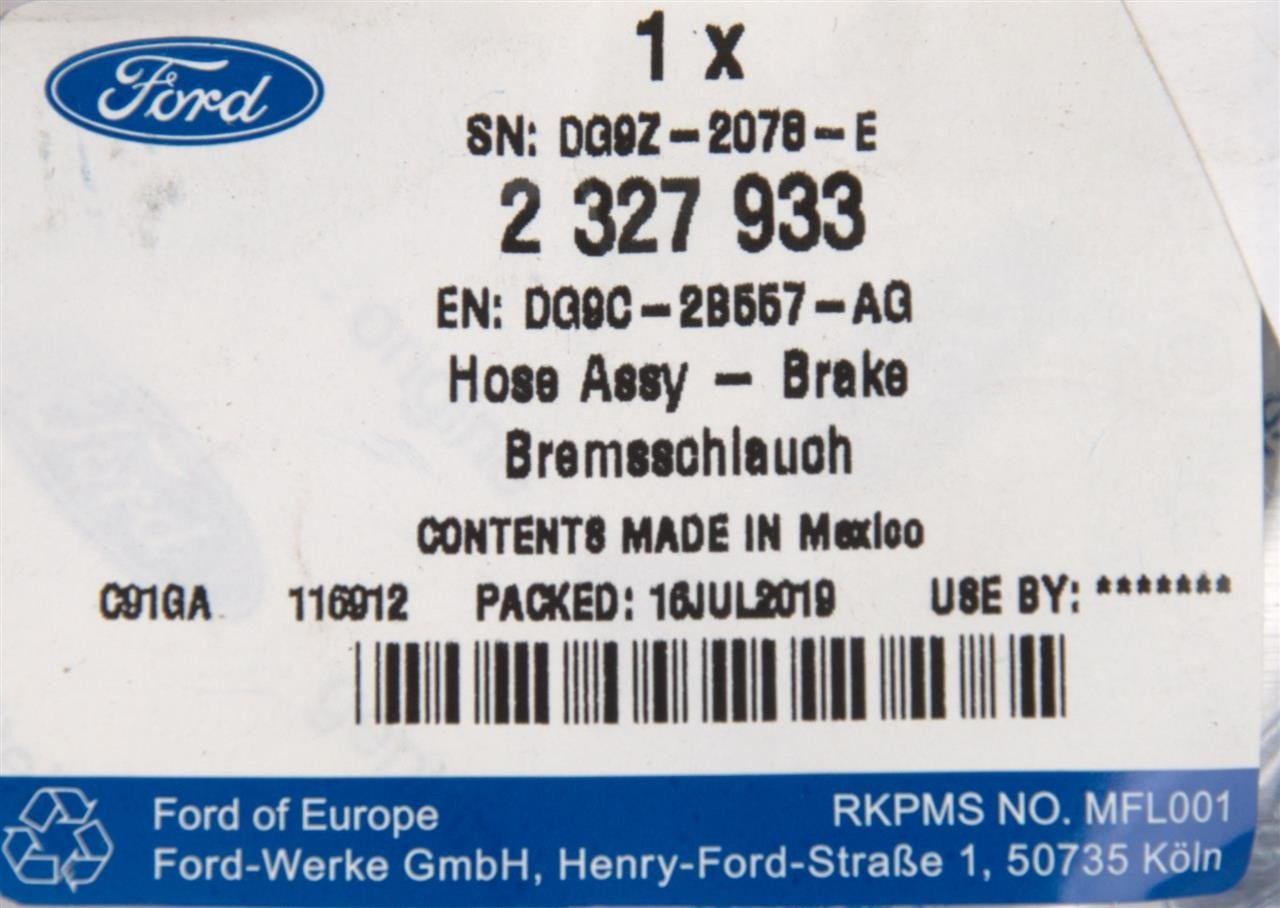 Ford
1 x
SN: DG9Z-2078-E
2 327 933
EN: DG9C-2B557-AG
Hose Assy - Brake
Bremsschlauch
CONTENTS MADE IN Mexico
C91GA 116912 PACKED: 16JUL2019 USE BY: *******
Ford of Europe RKPMS NO. MFL001
Ford-Werke GmbH, Henry-Ford-Straße 1, 50735 Köln